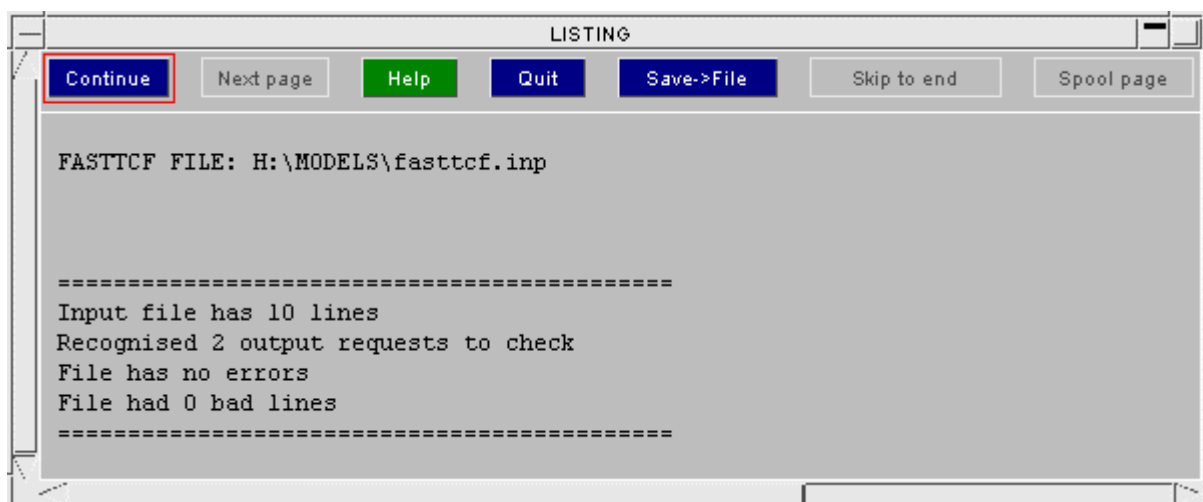 LISTING
Continue Next page Help Quit Save->File Skip to end Spool page
FASTTCF FILE: H:\MODELS\fasttcf.inp
============================================
Input file has 10 lines
Recognised 2 output requests to check
File has no errors
File had 0 bad lines
============================================